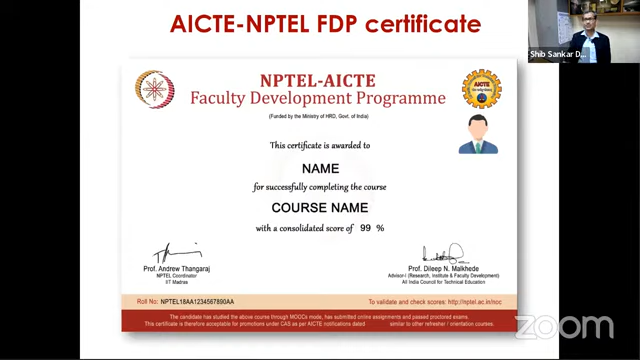 AICTE-NPTEL FDP certificate
Shib Sankar D...
NPTEL-AICTE
Faculty Development Programme
(Funded by the Ministry of HRD, Govt. of India)
AICTE
This certificate is awarded to
NAME
for successfully completing the course
COURSE NAME
with a consolidated score of 99 %
Prof. Andrew Thangaraj
NPTEL Coordinator
IIT Madras
Prof. Dileep N. Malkhede
Advisor-I (Research, Institute & Faculty Development)
All India Council for Technical Education
Roll No: NPTEL18AA1234567890AA
To validate and check scores: http://nptel.ac.in/noc
The candidate has studied the above course through MOOCs mode, has submitted online assignments and passed proctored exams.
This certificate is therefore acceptable for promotions under CAS as per AICTE notifications dated similar to other refresher / orientation courses.
zoom